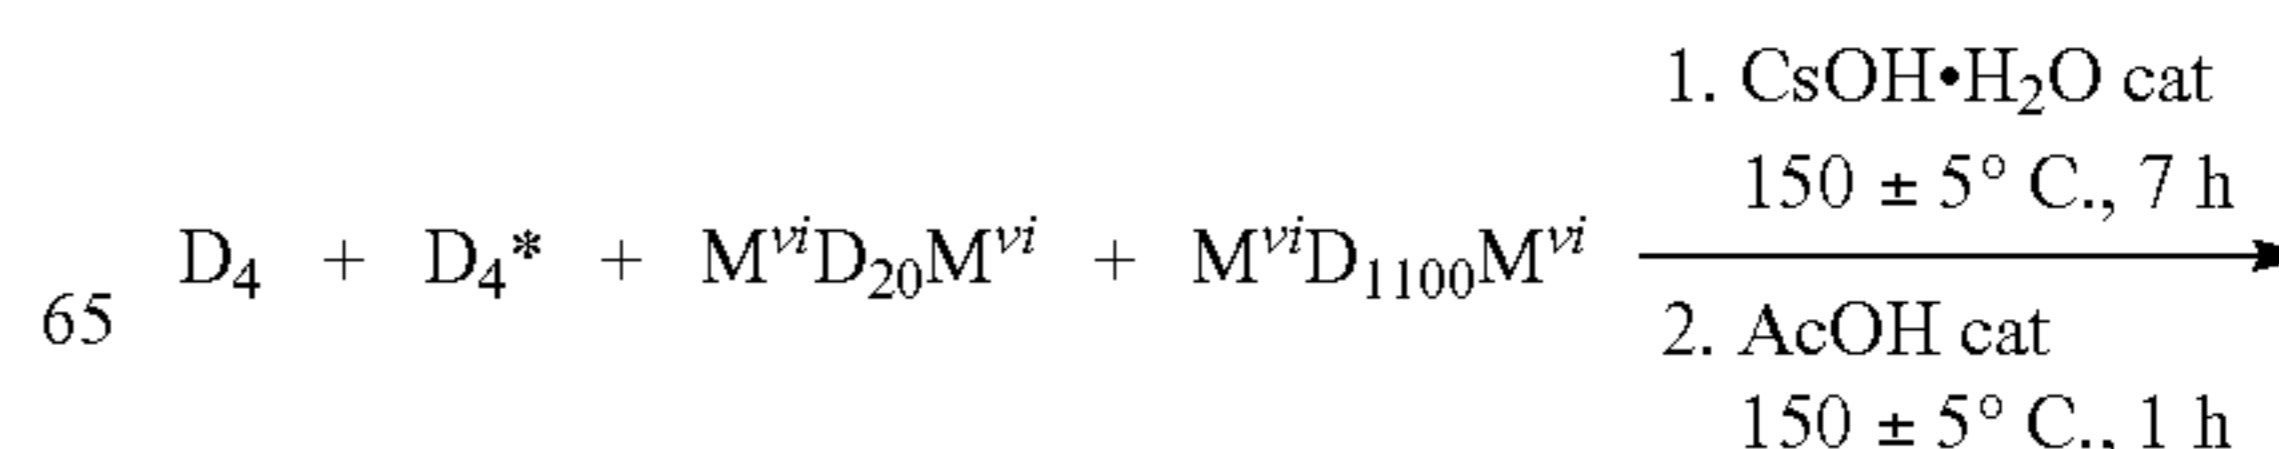 1. CsOH•H₂O cat
150 ± 5° C., 7 h
65 D₄ + D₄* + MᵛⁱD₂₀Mᵛⁱ + MᵛⁱD₁₁₀₀Mᵛⁱ
2. AcOH cat
150 ± 5° C., 1 h